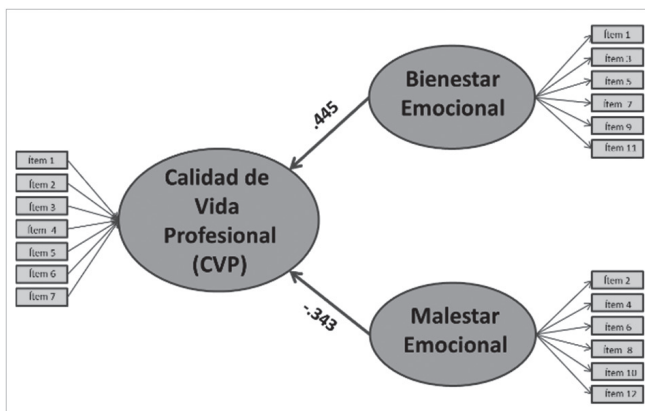 Ítem 1
Ítem 2
Ítem 3
Ítem 4
Ítem 5
Ítem 6
Ítem 7
Calidad de
Vida
Profesional
(CVP)
.445
-.343
Bienestar
Emocional
Ítem 1
Ítem 3
Ítem 5
Ítem 7
Ítem 9
Ítem 11
Malestar
Emocional
Ítem 2
Ítem 4
Ítem 6
Ítem 8
Ítem 10
Ítem 12